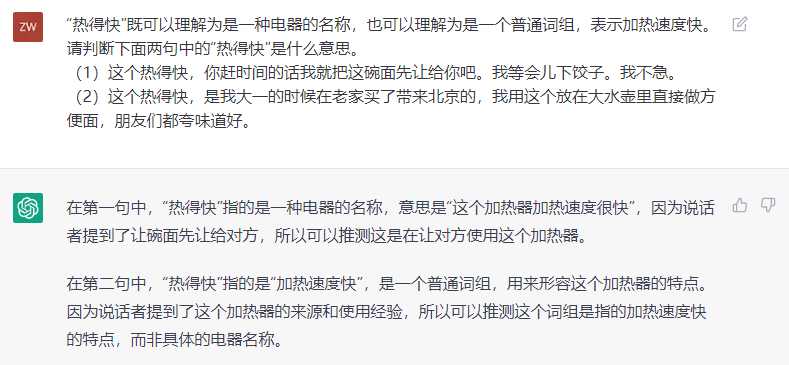 ZW
“热得快”既可以理解为是一种电器的名称，也可以理解为是一个普通词组，表示加热速度快。
请判断下面两句中的“热得快”是什么意思。
（1）这个热得快，你赶时间的话我就把这碗面先让给你吧。我等会儿下饺子。我不急。
（2）这个热得快，是我大一的时候在老家买了带来北京的，我用这个放在大水壶里直接做方
便面，朋友们都夸味道好。
在第一句中，“热得快”指的是一种电器的名称，意思是“这个加热器加热速度很快”，因为说话
者提到了让碗面先让给对方，所以可以推测这是在让对方使用这个加热器。
在第二句中，“热得快”指的是“加热速度快”，是一个普通词组，用来形容这个加热器的特点。
因为说话者提到了这个加热器的来源和使用经验，所以可以推测这个词组是指的加热速度快
的特点，而非具体的电器名称。